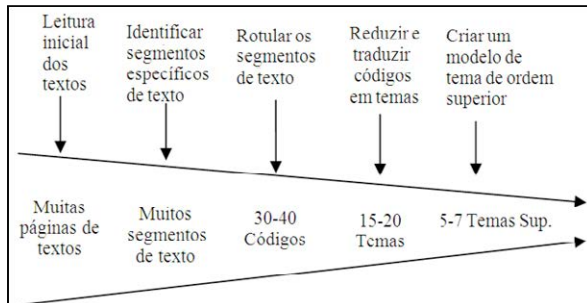 Leitura
inicial
dos
textos
Identificar
segmentos
específicos
de texto
Rotular os
segmentos
de texto
Reduzir e
traduzir
códigos
em temas
Criar um
modelo de
tema de ordem
superior
Muitas
páginas de
textos
Muitos
segmentos
de texto
30-40
Códigos
15-20
Temas
5-7 Temas Sup.